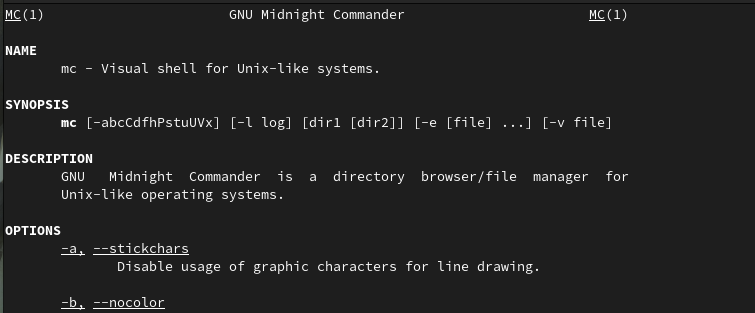 MC(1) GNU Midnight Commander MC(1)
NAME
mc - Visual shell for Unix-like systems.
SYNOPSIS
mc [-abcCdfhPstuUVx] [-l log] [dir1 [dir2]] [-e [file] ...] [-v file]
DESCRIPTION
GNU Midnight Commander is a directory browser/file manager for
Unix-like operating systems.
OPTIONS
-a, --stickchars
Disable usage of graphic characters for line drawing.
-b, --nocolor